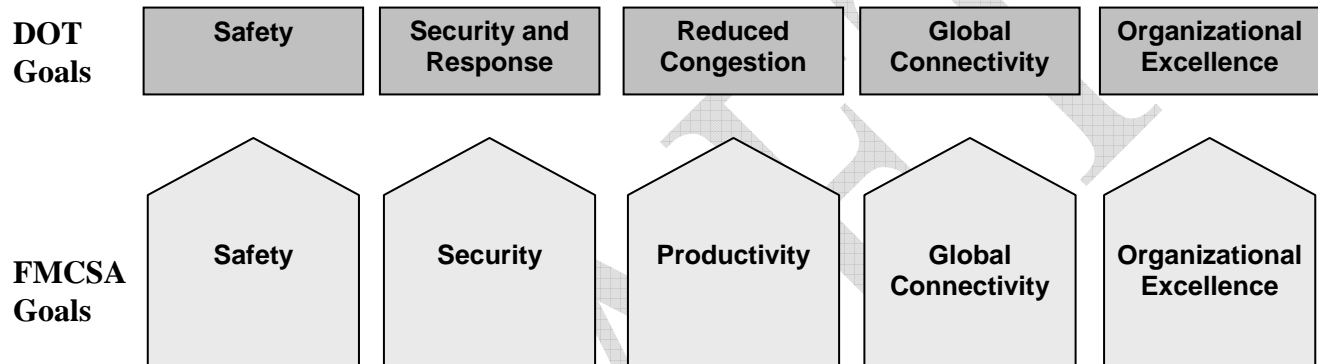 DOT
Goals
Safety
Security and
Response
Reduced
Congestion
Global
Connectivity
Organizational
Excellence
FMCSA
Goals
Safety
Security
Productivity
Global
Connectivity
Organizational
Excellence